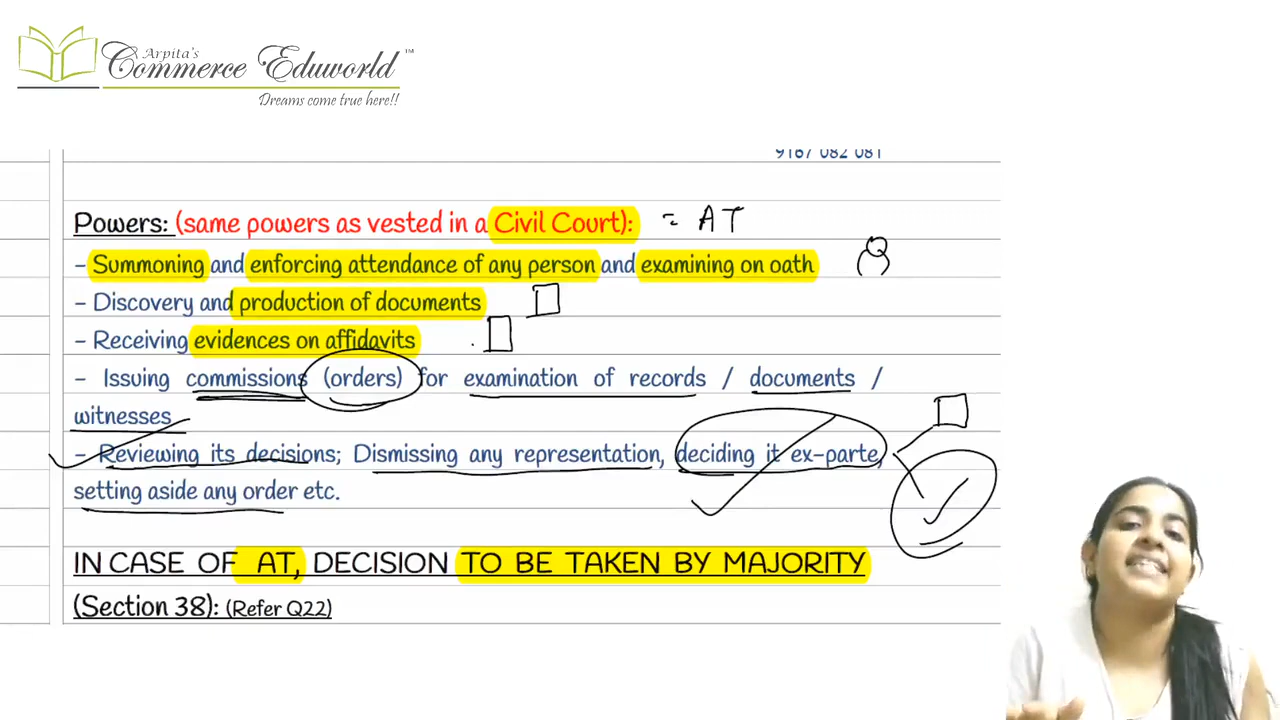 Arpita's
Commerce Eduworld™
Dreams come true here!!
9167 082 081
Powers: (same powers as vested in a Civil Court): = AT
- Summoning and enforcing attendance of any person and examining on oath
- Discovery and production of documents
- Receiving evidences on affidavits
- Issuing commissions (orders) for examination of records / documents /
witnesses
- Reviewing its decisions; Dismissing any representation, deciding it ex-parte,
setting aside any order etc.
IN CASE OF AT, DECISION TO BE TAKEN BY MAJORITY
(Section 38): (Refer Q22)